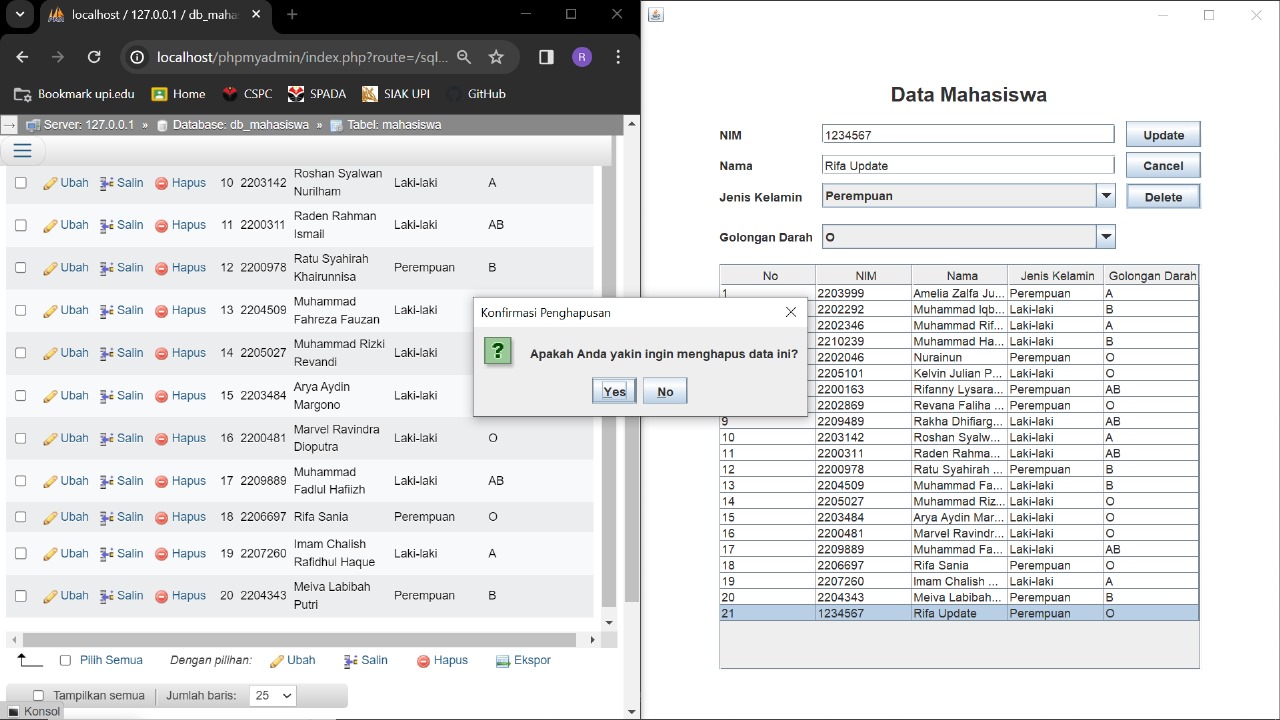 localhost / 127.0.0.1 / db_maha
localhost/phpmyadmin/index.php?route=/sql...
R
Bookmark upi.edu Home CSPC SPADA SIAK UPI GitHub
Server: 127.0.0.1 » Database: db_mahasiswa » Tabel: mahasiswa
Ubah Salin Hapus 10 2203142 Roshan Syalwan Nurilham Laki-laki A
Ubah Salin Hapus 11 2200311 Raden Rahman Ismail Laki-laki AB
Ubah Salin Hapus 12 2200978 Ratu Syahirah Khairunnisa Perempuan B
Ubah Salin Hapus 13 2204509 Muhammad Fahreza Fauzan Laki-laki
Ubah Salin Hapus 14 2205027 Muhammad Rizki Revandi Laki-laki
Ubah Salin Hapus 15 2203484 Arya Aydin Margono Laki-laki
Ubah Salin Hapus 16 2200481 Marvel Ravindra Dioputra Laki-laki O
Ubah Salin Hapus 17 2209889 Muhammad Fadlul Hafiizh Laki-laki AB
Ubah Salin Hapus 18 2206697 Rifa Sania Perempuan O
Ubah Salin Hapus 19 2207260 Imam Chalish Rafidhul Haque Laki-laki A
Ubah Salin Hapus 20 2204343 Meiva Labibah Putri Perempuan B
Pilih Semua Dengan pilihan: Ubah Salin Hapus Ekspor
Tampilkan semua Jumlah baris: 25
Konsol
Konfirmasi Penghapusan
?
Apakah Anda yakin ingin menghapus data ini?
Yes No
Data Mahasiswa
NIM 1234567 Update
Nama Rifa Update Cancel
Jenis Kelamin Perempuan Delete
Golongan Darah O
No NIM Nama Jenis Kelamin Golongan Darah
1 2203999 Amelia Zalfa Ju... Perempuan A
2202292 Muhammad Iqb... Laki-laki B
2202346 Muhammad Rif... Laki-laki A
2210239 Muhammad Ha... Laki-laki B
2202046 Nurainun Perempuan O
2205101 Kelvin Julian P... Laki-laki O
2200163 Rifanny Lysara... Perempuan AB
2202869 Revana Faliha ... Perempuan O
9 2209489 Rakha Dhifiarg... Laki-laki AB
10 2203142 Roshan Syalw... Laki-laki A
11 2200311 Raden Rahma... Laki-laki AB
12 2200978 Ratu Syahirah ... Perempuan B
13 2204509 Muhammad Fa... Laki-laki B
14 2205027 Muhammad Riz... Laki-laki O
15 2203484 Arya Aydin Mar... Laki-laki O
16 2200481 Marvel Ravindr... Laki-laki O
17 2209889 Muhammad Fa... Laki-laki AB
18 2206697 Rifa Sania Perempuan O
19 2207260 Imam Chalish ... Laki-laki A
20 2204343 Meiva Labibah... Perempuan B
21 1234567 Rifa Update Perempuan O